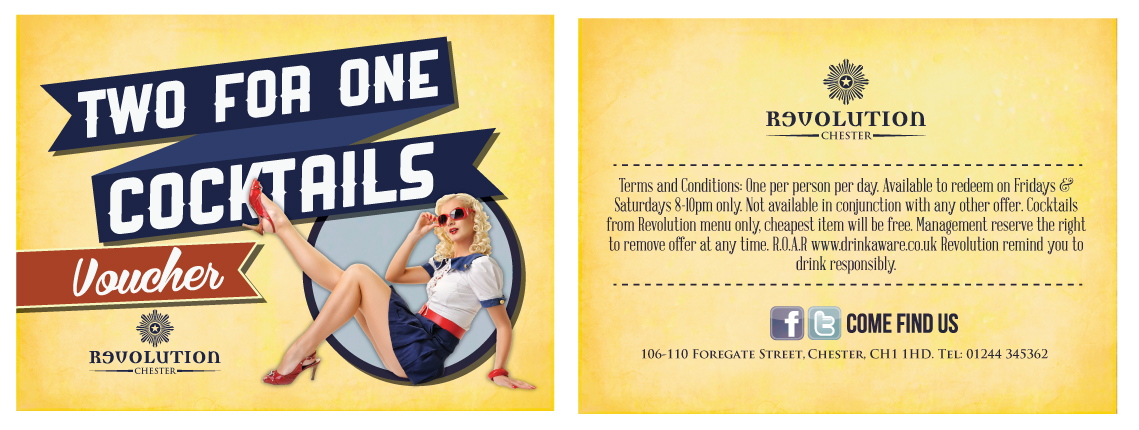 TWO FOR ONE
COCKTAILS
Voucher
REVOLUTION
CHESTER
REVOLUTION
CHESTER
Terms and Conditions: One per person per day. Available to redeem on Fridays &
Saturdays 8-10pm only. Not available in conjunction with any other offer. Cocktails
from Revolution menu only, cheapest item will be free. Management reserve the right
to remove offer at any time. R.O.A.R www.drinkaware.co.uk Revolution remind you to
drink responsibly.
f t COME FIND US
106-110 FOREGATE STREET, CHESTER, CH1 1HD. TEL: 01244 345362